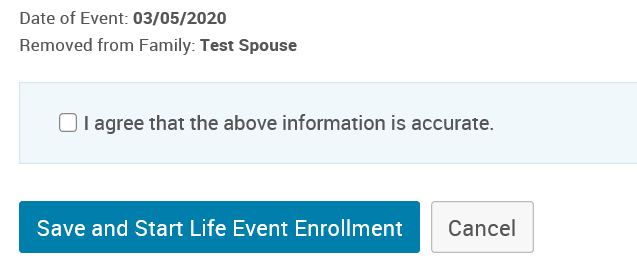 Date of Event: 03/05/2020
Removed from Family: Test Spouse
I agree that the above information is accurate.
Save and Start Life Event Enrollment Cancel